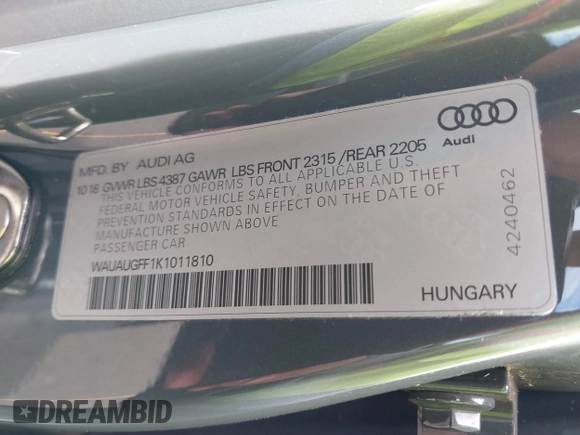 MFD. BY AUDI AG
1018 GVWR LBS 4387 GAWR LBS FRONT 2315 / REAR 2205
THIS VEHICLE CONFORMS TO ALL APPLICABLE U.S.
FEDERAL MOTOR VEHICLE SAFETY, BUMPER AND THEFT
PREVENTION STANDARDS IN EFFECT ON THE DATE OF
MANUFACTURE SHOWN ABOVE
PASSENGER CAR
WAUAUGFF1K1011810
Audi
4240462
HUNGARY
DREAMBID